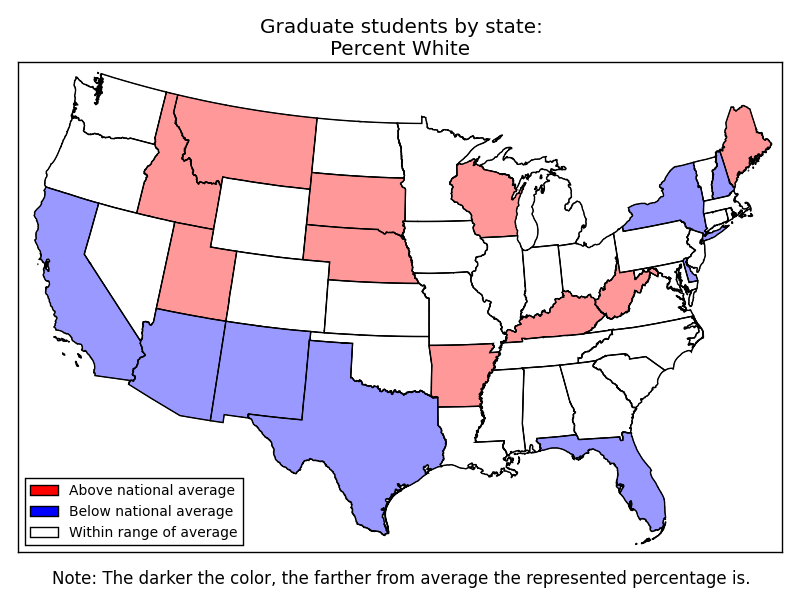 Graduate students by state:
Percent White
Above national average
Below national average
Within range of average
Note: The darker the color, the farther from average the represented percentage is.